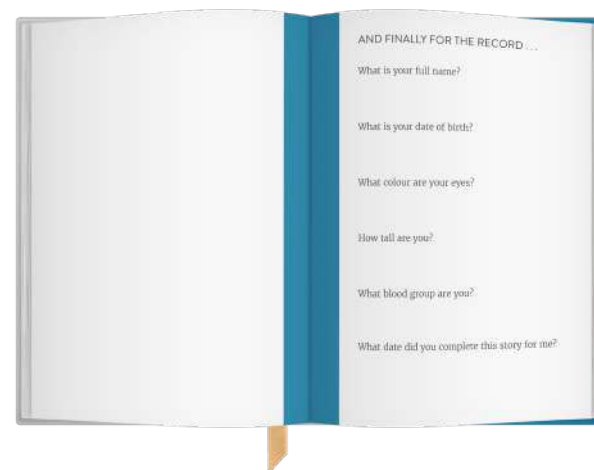 AND FINALLY FOR THE RECORD . . .
What is your full name?
What is your date of birth?
What colour are your eyes?
How tall are you?
What blood group are you?
What date did you complete this story for me?